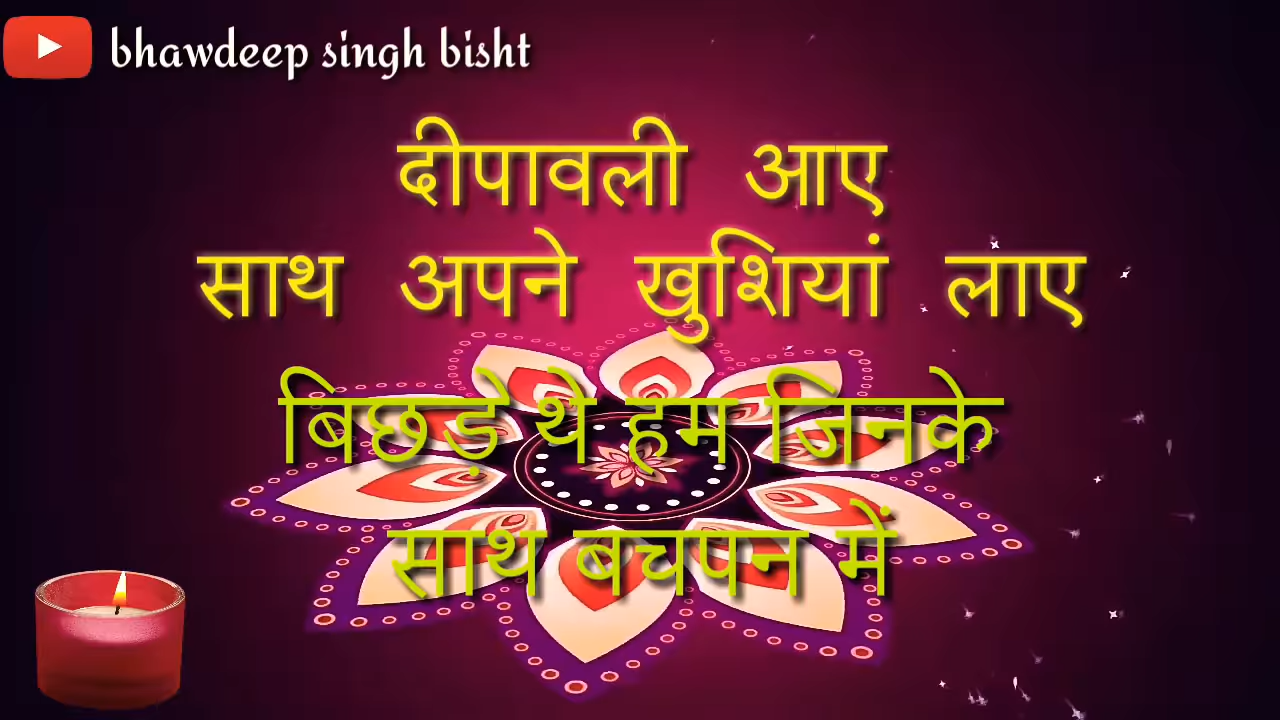 bhawdeep singh bisht
दीपावली आए
साथ अपने खुशियां लाए
बिछड़े थे हम जिनके
साथ बचपन में